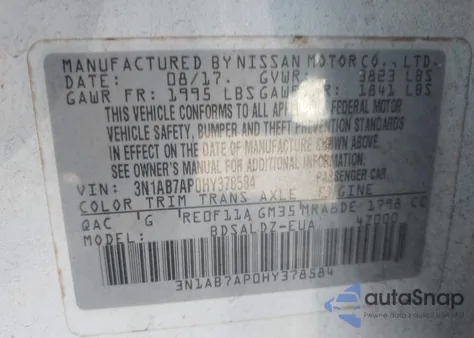 MANUFACTURED BY NISSAN MOTOR CO., LTD.
DATE: 08/17. GVWR: 3823 LBS
GAWR FR: 1995 LBS GAWR RR: 1841 LBS
THIS VEHICLE CONFORMS TO ALL APPLICABLE FEDERAL MOTOR
VEHICLE SAFETY, BUMPER AND THEFT PREVENTION STANDARDS
IN EFFECT ON THE DATE OF MANUFACTURE SHOWN ABOVE.
SEE OWNER'S MANUAL
VIN: 3N1AB7AP0HY378584 PASSENGER CAR
COLOR TRIM TRANS AXLE ENGINE
QAC G RE0F11A GM35 MRA8DE 1798 CC
MODEL: BDSALDZ-EUA 47000
3N1AB7AP0HY378584
autoSnap